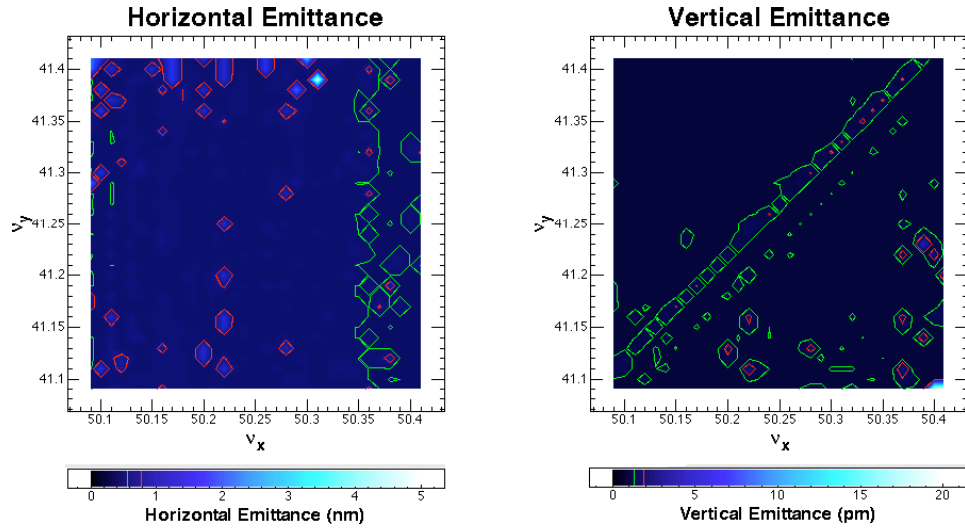 Horizontal Emittance
Vertical Emittance
41.4
41.35
41.3
41.25
41.2
41.15
41.1
νy
50.1
50.15
50.2
50.25
50.3
50.35
50.4
νx
41.4
41.35
41.3
41.25
41.2
41.15
41.1
νy
50.1
50.15
50.2
50.25
50.3
50.35
50.4
νx
0 1 2 3 4 5
Horizontal Emittance (nm)
0 5 10 15 20
Vertical Emittance (pm)